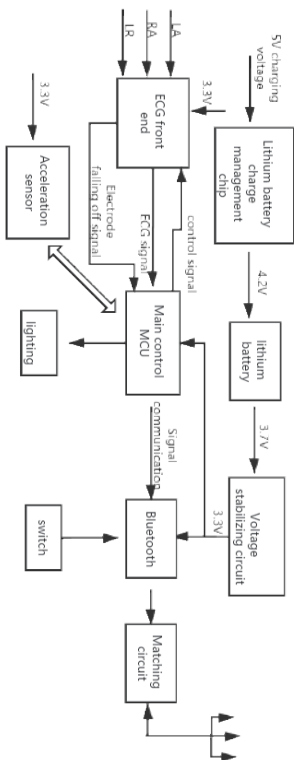 5V charging
voltage
Lithium battery
charge
management
chip
4.2V
lithium
battery
3.7V
Voltage
stabilizing circuit
3.3V
3.3V
LA
RA
LR
ECG front
end
control signal
ECG signal
Electrode
falling off signal
Main control
MCU
Signal
communication
Bluetooth
Matching
circuit
3.3V
Acceleration
sensor
lighting
switch